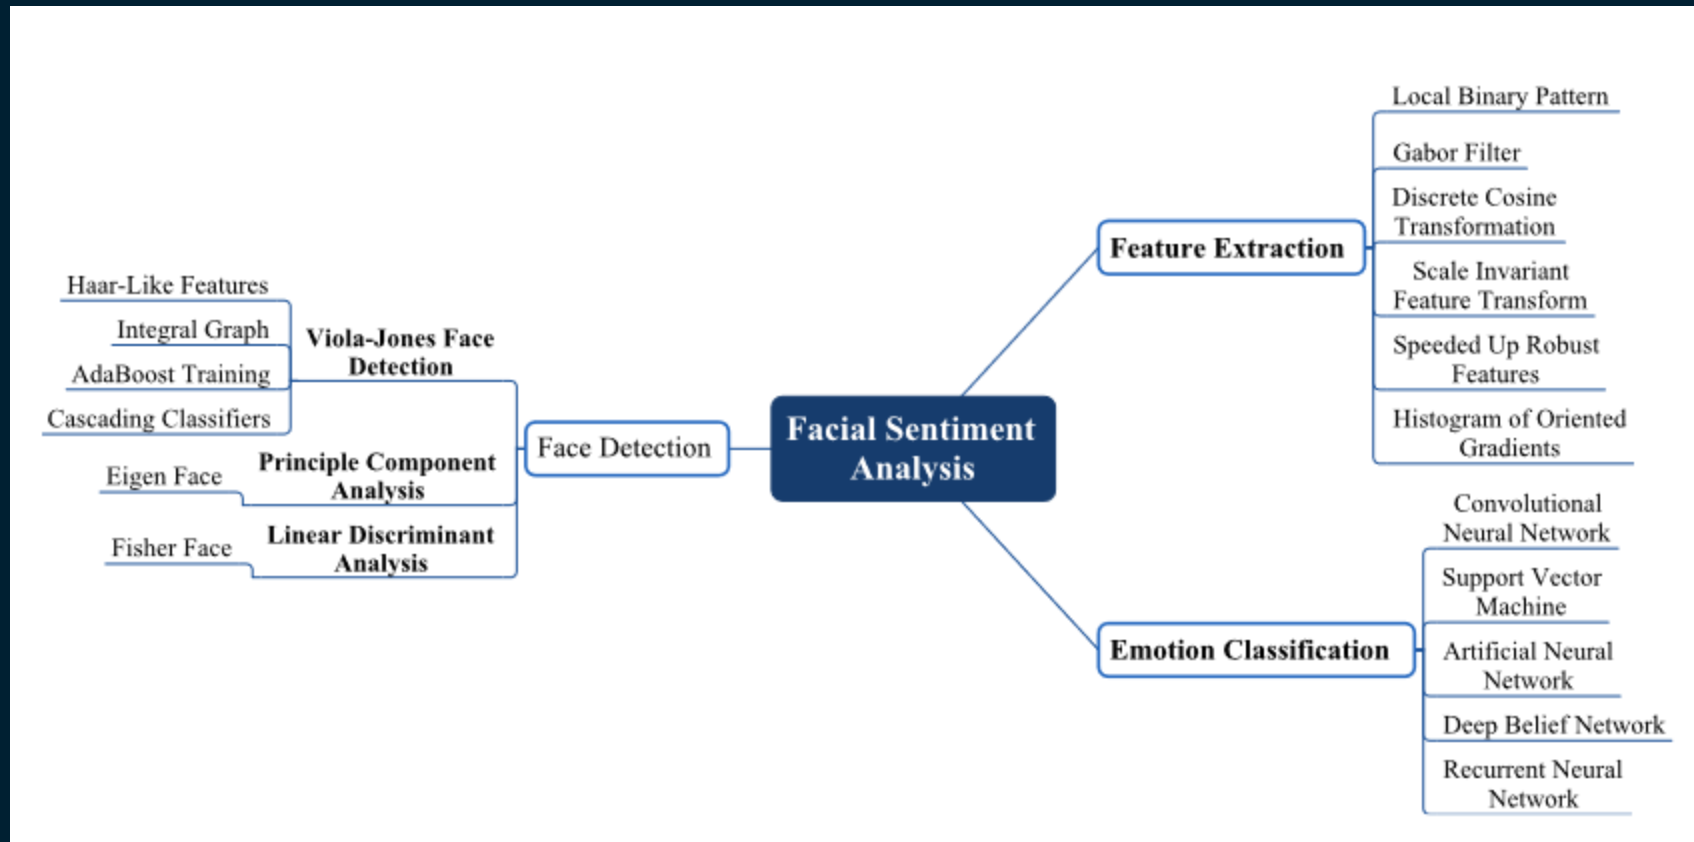 Facial Sentiment
Analysis
Face Detection
Viola-Jones Face
Detection
Haar-Like Features
Integral Graph
AdaBoost Training
Cascading Classifiers
Principle Component
Analysis
Eigen Face
Linear Discriminant
Analysis
Fisher Face
Feature Extraction
Local Binary Pattern
Gabor Filter
Discrete Cosine
Transformation
Scale Invariant
Feature Transform
Speeded Up Robust
Features
Histogram of Oriented
Gradients
Emotion Classification
Convolutional
Neural Network
Support Vector
Machine
Artificial Neural
Network
Deep Belief Network
Recurrent Neural
Network